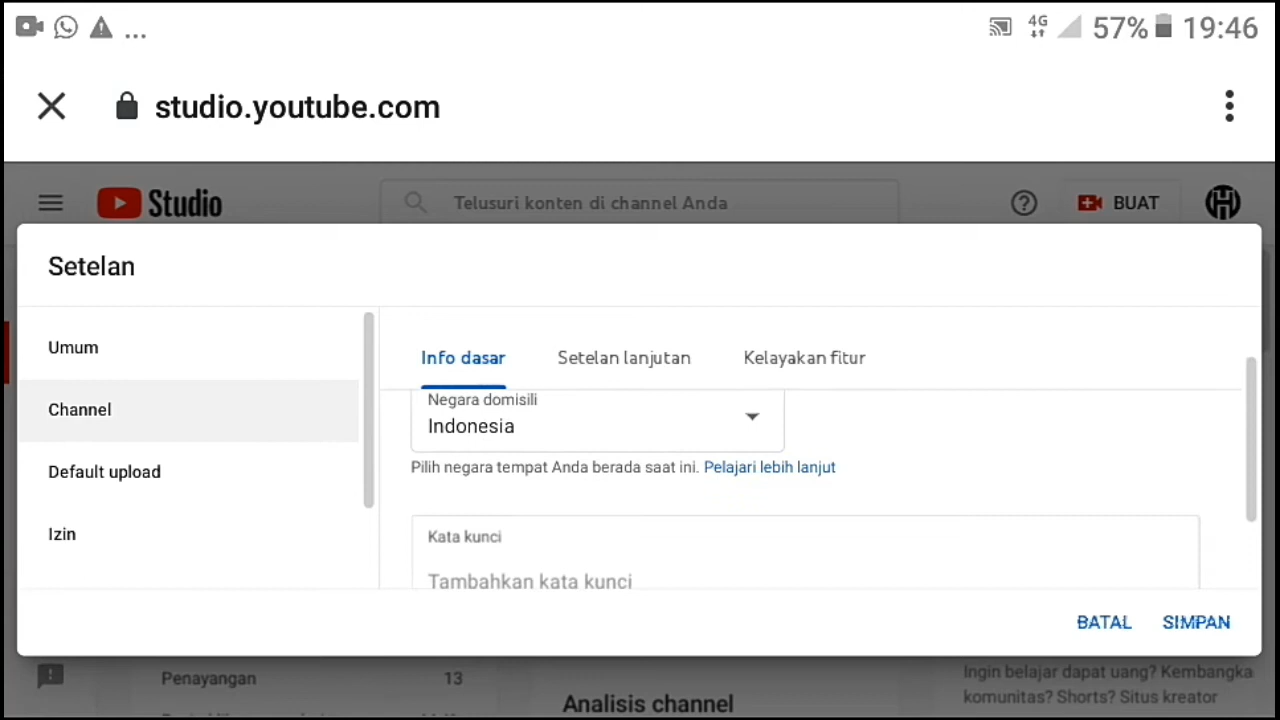 ... 4G 57% 19:46
studio.youtube.com
Studio Telusuri konten di channel Anda BUAT
Setelan
Umum
Channel
Default upload
Izin
Info dasar Setelan lanjutan Kelayakan fitur
Negara domisili
Indonesia
Pilih negara tempat Anda berada saat ini. Pelajari lebih lanjut
Kata kunci
Tambahkan kata kunci
BATAL SIMPAN
Penayangan 13
Analisis channel
Ingin belajar dapat uang? Kembangka
komunitas? Shorts? Situs kreator